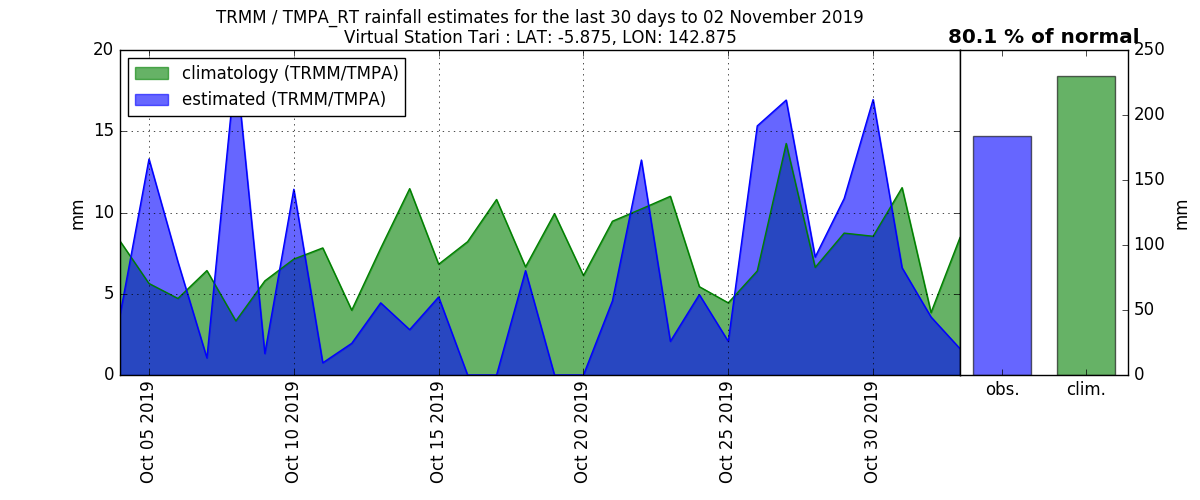 TRMM / TMPA_RT rainfall estimates for the last 30 days to 02 November 2019
Virtual Station Tari : LAT: -5.875, LON: 142.875
80.1 % of normal
climatology (TRMM/TMPA)
estimated (TRMM/TMPA)
20
15
10
5
0
mm
Oct 05 2019
Oct 10 2019
Oct 15 2019
Oct 20 2019
Oct 25 2019
Oct 30 2019
250
200
150
100
50
0
mm
obs.
clim.